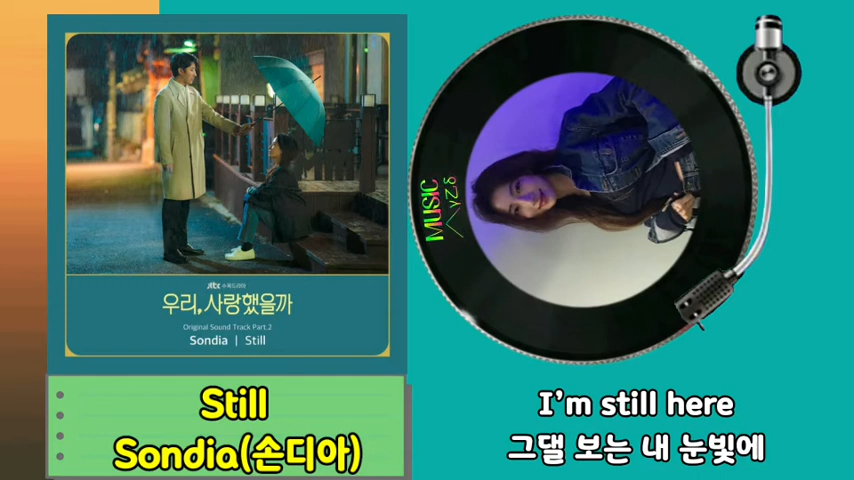 jtbc 수목드라마
우리, 사랑했을까
Original Sound Track Part.2
Sondia | Still
Still
Sondia(손디아)
MUSIC
I'm still here
그댈 보는 내 눈빛에